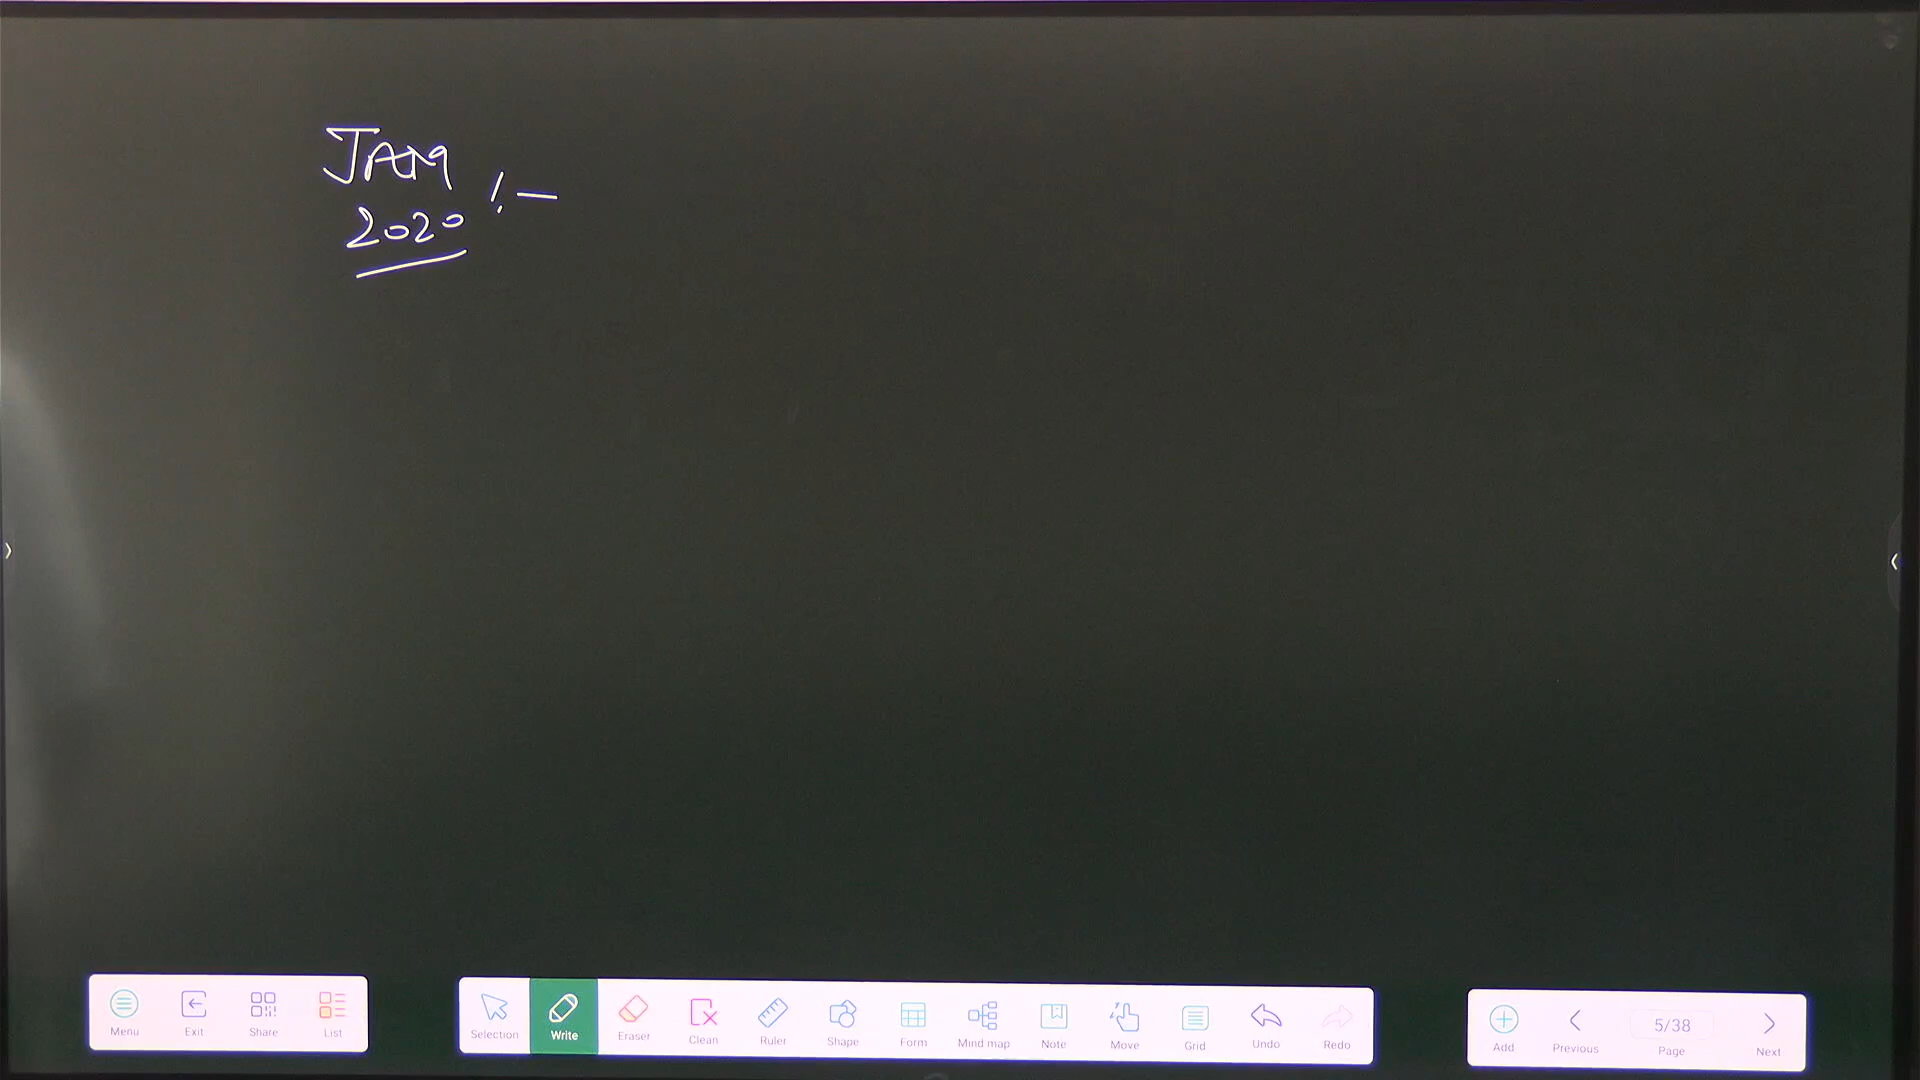 JAM
2020 :-
Menu
Exit
Share
List
Selection
Write
Eraser
Clean
Ruler
Shape
Form
Mind map
Note
Move
Grid
Undo
Redo
Add
Previous
5/38
Page
Next